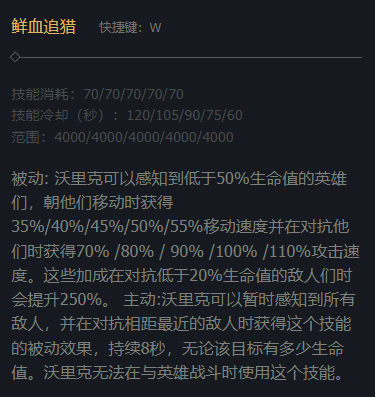 鲜血追猎 快捷键：W
技能消耗：70/70/70/70/70
技能冷却（秒）：120/105/90/75/60
范围：4000/4000/4000/4000/4000
被动: 沃里克可以感知到低于50%生命值的英雄
们，朝他们移动时获得
35%/40%/45%/50%/55%移动速度并在对抗他
们时获得70% /80% / 90% /100% /110%攻击速
度。这些加成在对抗低于20%生命值的敌人们时
会提升250%。 主动:沃里克可以暂时感知到所有
敌人，并在对抗相距最近的敌人时获得这个技能
的被动效果，持续8秒，无论该目标有多少生命
值。沃里克无法在与英雄战斗时使用这个技能。